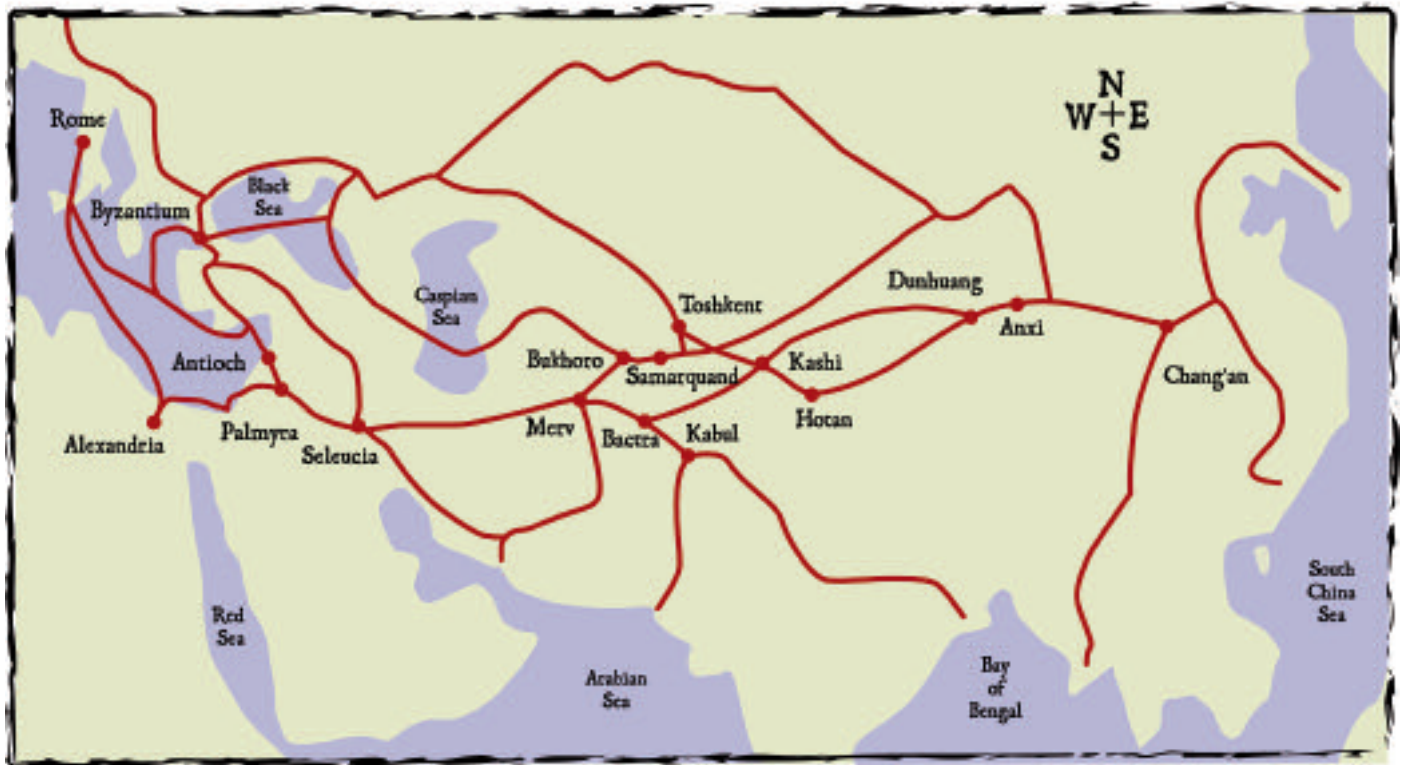 N
W E
S
Rome
Byzantium
Black
Sea
Caspian
Sea
Toshkent
Dunhuang
Anxi
Antioch
Bukhoro
Samarquand
Kashi
Chang'an
Hotan
Alexandria
Palmyra
Seleucia
Merv
Bactra
Kabul
Red
Sea
Arabian
Sea
Bay
of
Bengal
South
China
Sea